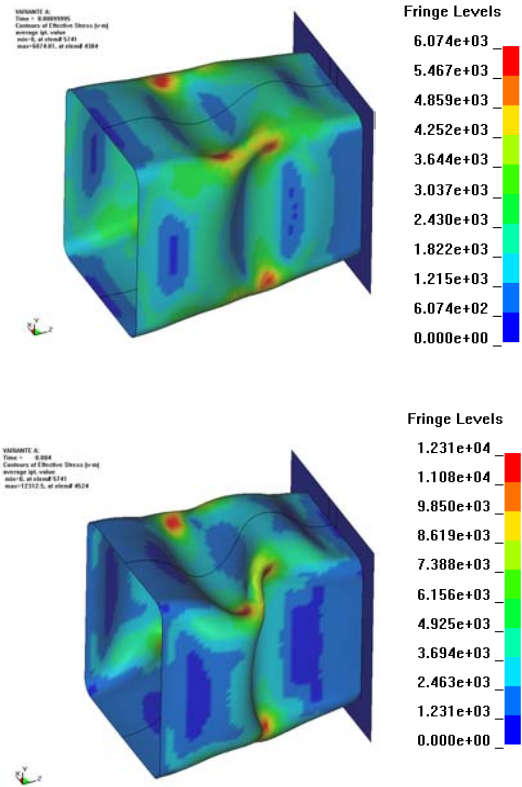 VARIANTE A:
Time = 0.00099995
Contours of Effective Stress (v-m)
average ipt. value
min=0, at elem# 5741
max=6074.01, at elem# 4304
Fringe Levels
6.074e+03
5.467e+03
4.859e+03
4.252e+03
3.644e+03
3.037e+03
2.430e+03
1.822e+03
1.215e+03
6.074e+02
0.000e+00
Y
X
Z
VARIANTE A:
Time = 0.004
Contours of Effective Stress (v-m)
average ipt. value
min=0, at elem# 5741
max=12312.5, at elem# 4524
Fringe Levels
1.231e+04
1.108e+04
9.850e+03
8.619e+03
7.388e+03
6.156e+03
4.925e+03
3.694e+03
2.463e+03
1.231e+03
0.000e+00
Y
X
Z